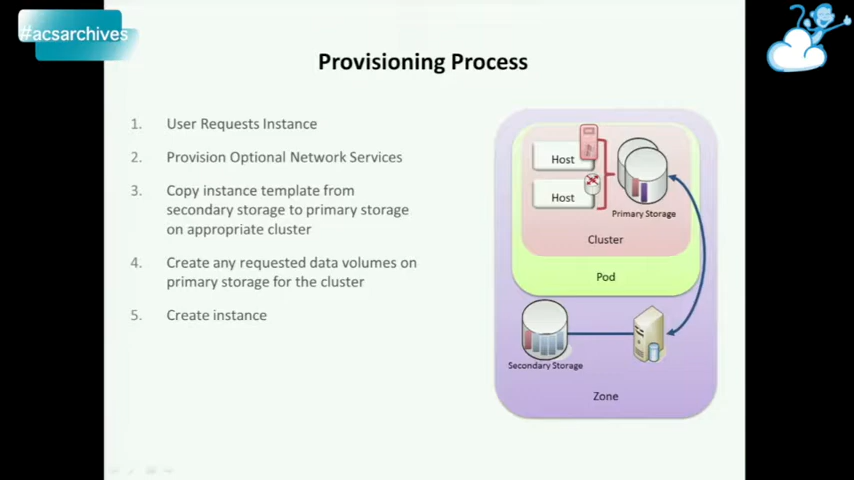 #acsarchives
Provisioning Process
1. User Requests Instance
2. Provision Optional Network Services
3. Copy instance template from
secondary storage to primary storage
on appropriate cluster
4. Create any requested data volumes on
primary storage for the cluster
5. Create instance
Host
Host
Primary Storage
Cluster
Pod
Secondary Storage
Zone